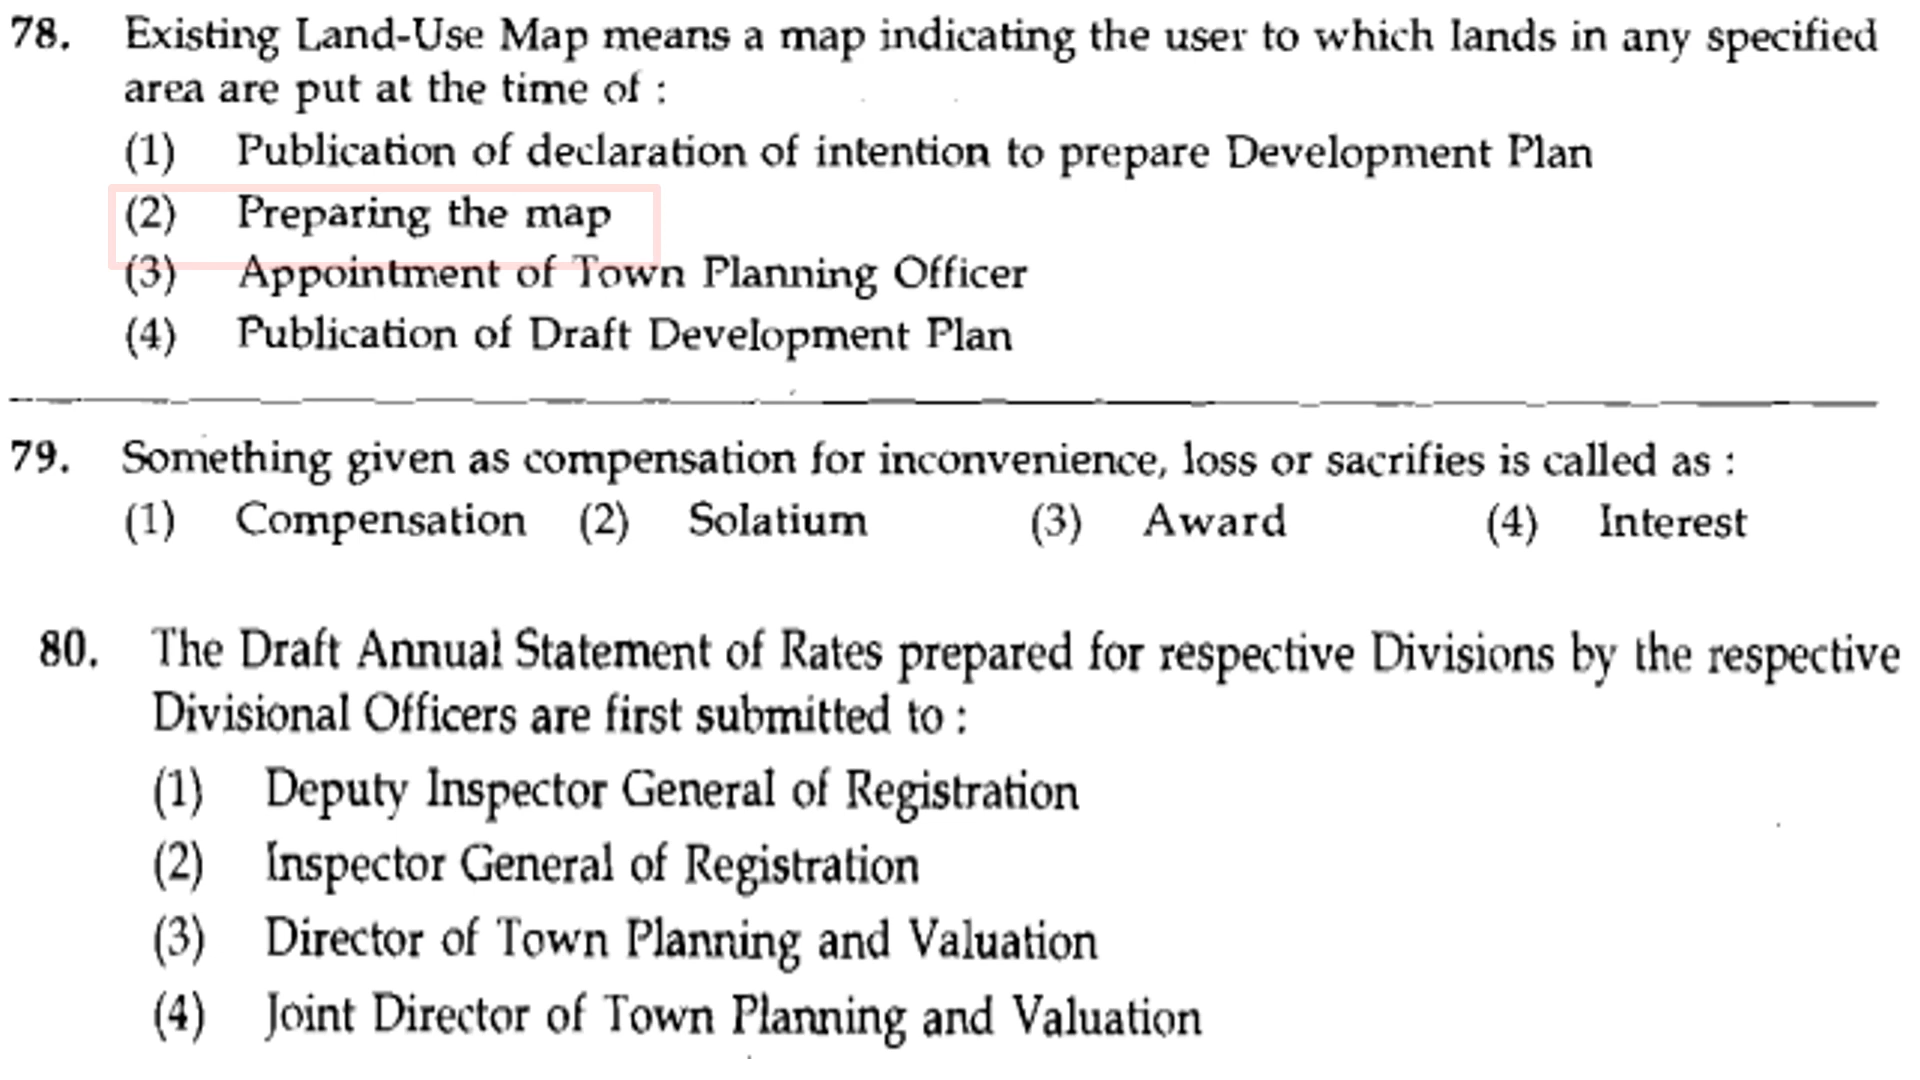 78. Existing Land-Use Map means a map indicating the user to which lands in any specified
area are put at the time of :
(1) Publication of declaration of intention to prepare Development Plan
(2) Preparing the map
(3) Appointment of Town Planning Officer
(4) Publication of Draft Development Plan
79. Something given as compensation for inconvenience, loss or sacrifies is called as :
(1) Compensation (2) Solatium (3) Award (4) Interest
80. The Draft Annual Statement of Rates prepared for respective Divisions by the respective
Divisional Officers are first submitted to :
(1) Deputy Inspector General of Registration
(2) Inspector General of Registration
(3) Director of Town Planning and Valuation
(4) Joint Director of Town Planning and Valuation